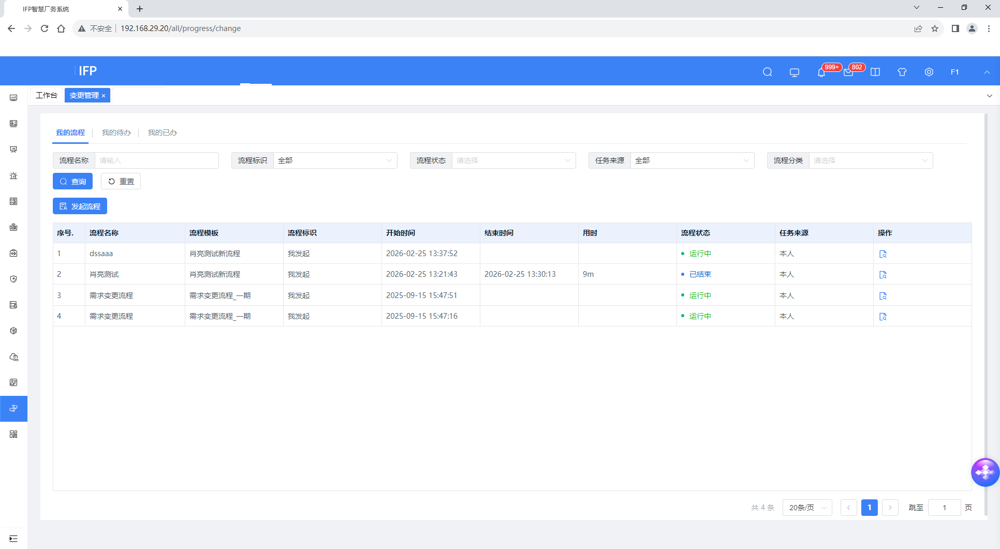 IFP智慧厂务系统
不安全 192.168.29.20/all/progress/change
IFP
999+ 802 F1
工作台 变更管理
我的流程 我的待办 我的已办
流程名称 请输入 流程标识 全部 流程状态 请选择 任务来源 全部 流程分类 请选择
查询 重置
发起流程
序号. 流程名称 流程模板 流程标识 开始时间 结束时间 用时 流程状态 任务来源 操作
1 dssaaa 肖亮测试新流程 我发起 2026-02-25 13:37:52 运行中 本人
2 肖亮测试 肖亮测试新流程 我发起 2026-02-25 13:21:43 2026-02-25 13:30:13 9m 已结束 本人
3 需求变更流程 需求变更流程_一期 我发起 2025-09-15 15:47:51 运行中 本人
4 需求变更流程 需求变更流程_一期 我发起 2025-09-15 15:47:16 运行中 本人
共 4 条 20条/页 1 跳至 1 页